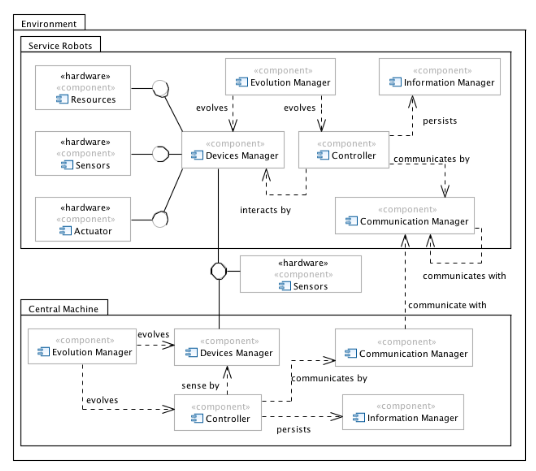 Environment
Service Robots
«hardware»
«component»
Resources
«component»
Evolution Manager
«component»
Information Manager
evolves
evolves
persists
«hardware»
«component»
Sensors
«component»
Devices Manager
«component»
Controller
communicates by
«hardware»
«component»
Actuator
interacts by
«component»
Communication Manager
«hardware»
«component»
Sensors
communicates with
communicate with
Central Machine
«component»
Evolution Manager
evolves
«component»
Devices Manager
«component»
Communication Manager
sense by
communicates by
evolves
«component»
Controller
«component»
Information Manager
persists